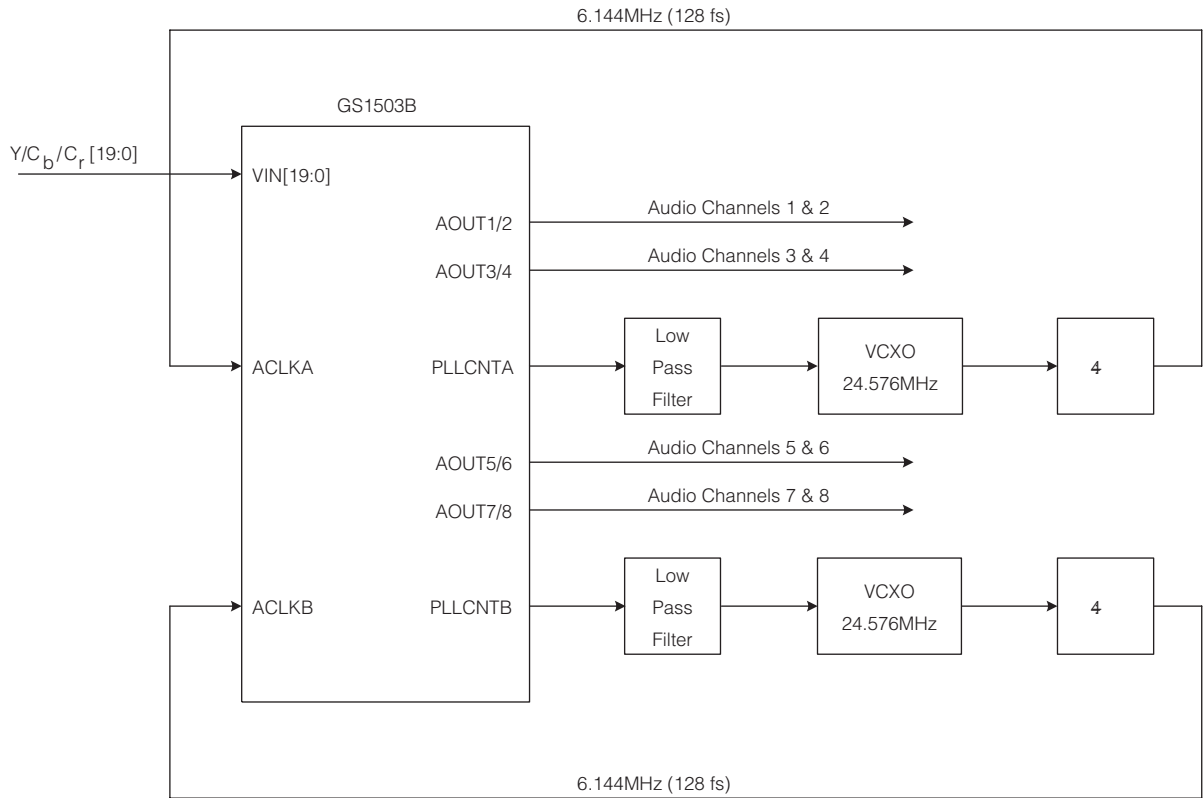 6.144MHz (128 fs)
GS1503B
Y/Cb/Cr [19:0]
VIN[19:0]
AOUT1/2
Audio Channels 1 & 2
AOUT3/4
Audio Channels 3 & 4
ACLKA
PLLCNTA
Low
Pass
Filter
VCXO
24.576MHz
4
AOUT5/6
Audio Channels 5 & 6
AOUT7/8
Audio Channels 7 & 8
ACLKB
PLLCNTB
Low
Pass
Filter
VCXO
24.576MHz
4
6.144MHz (128 fs)